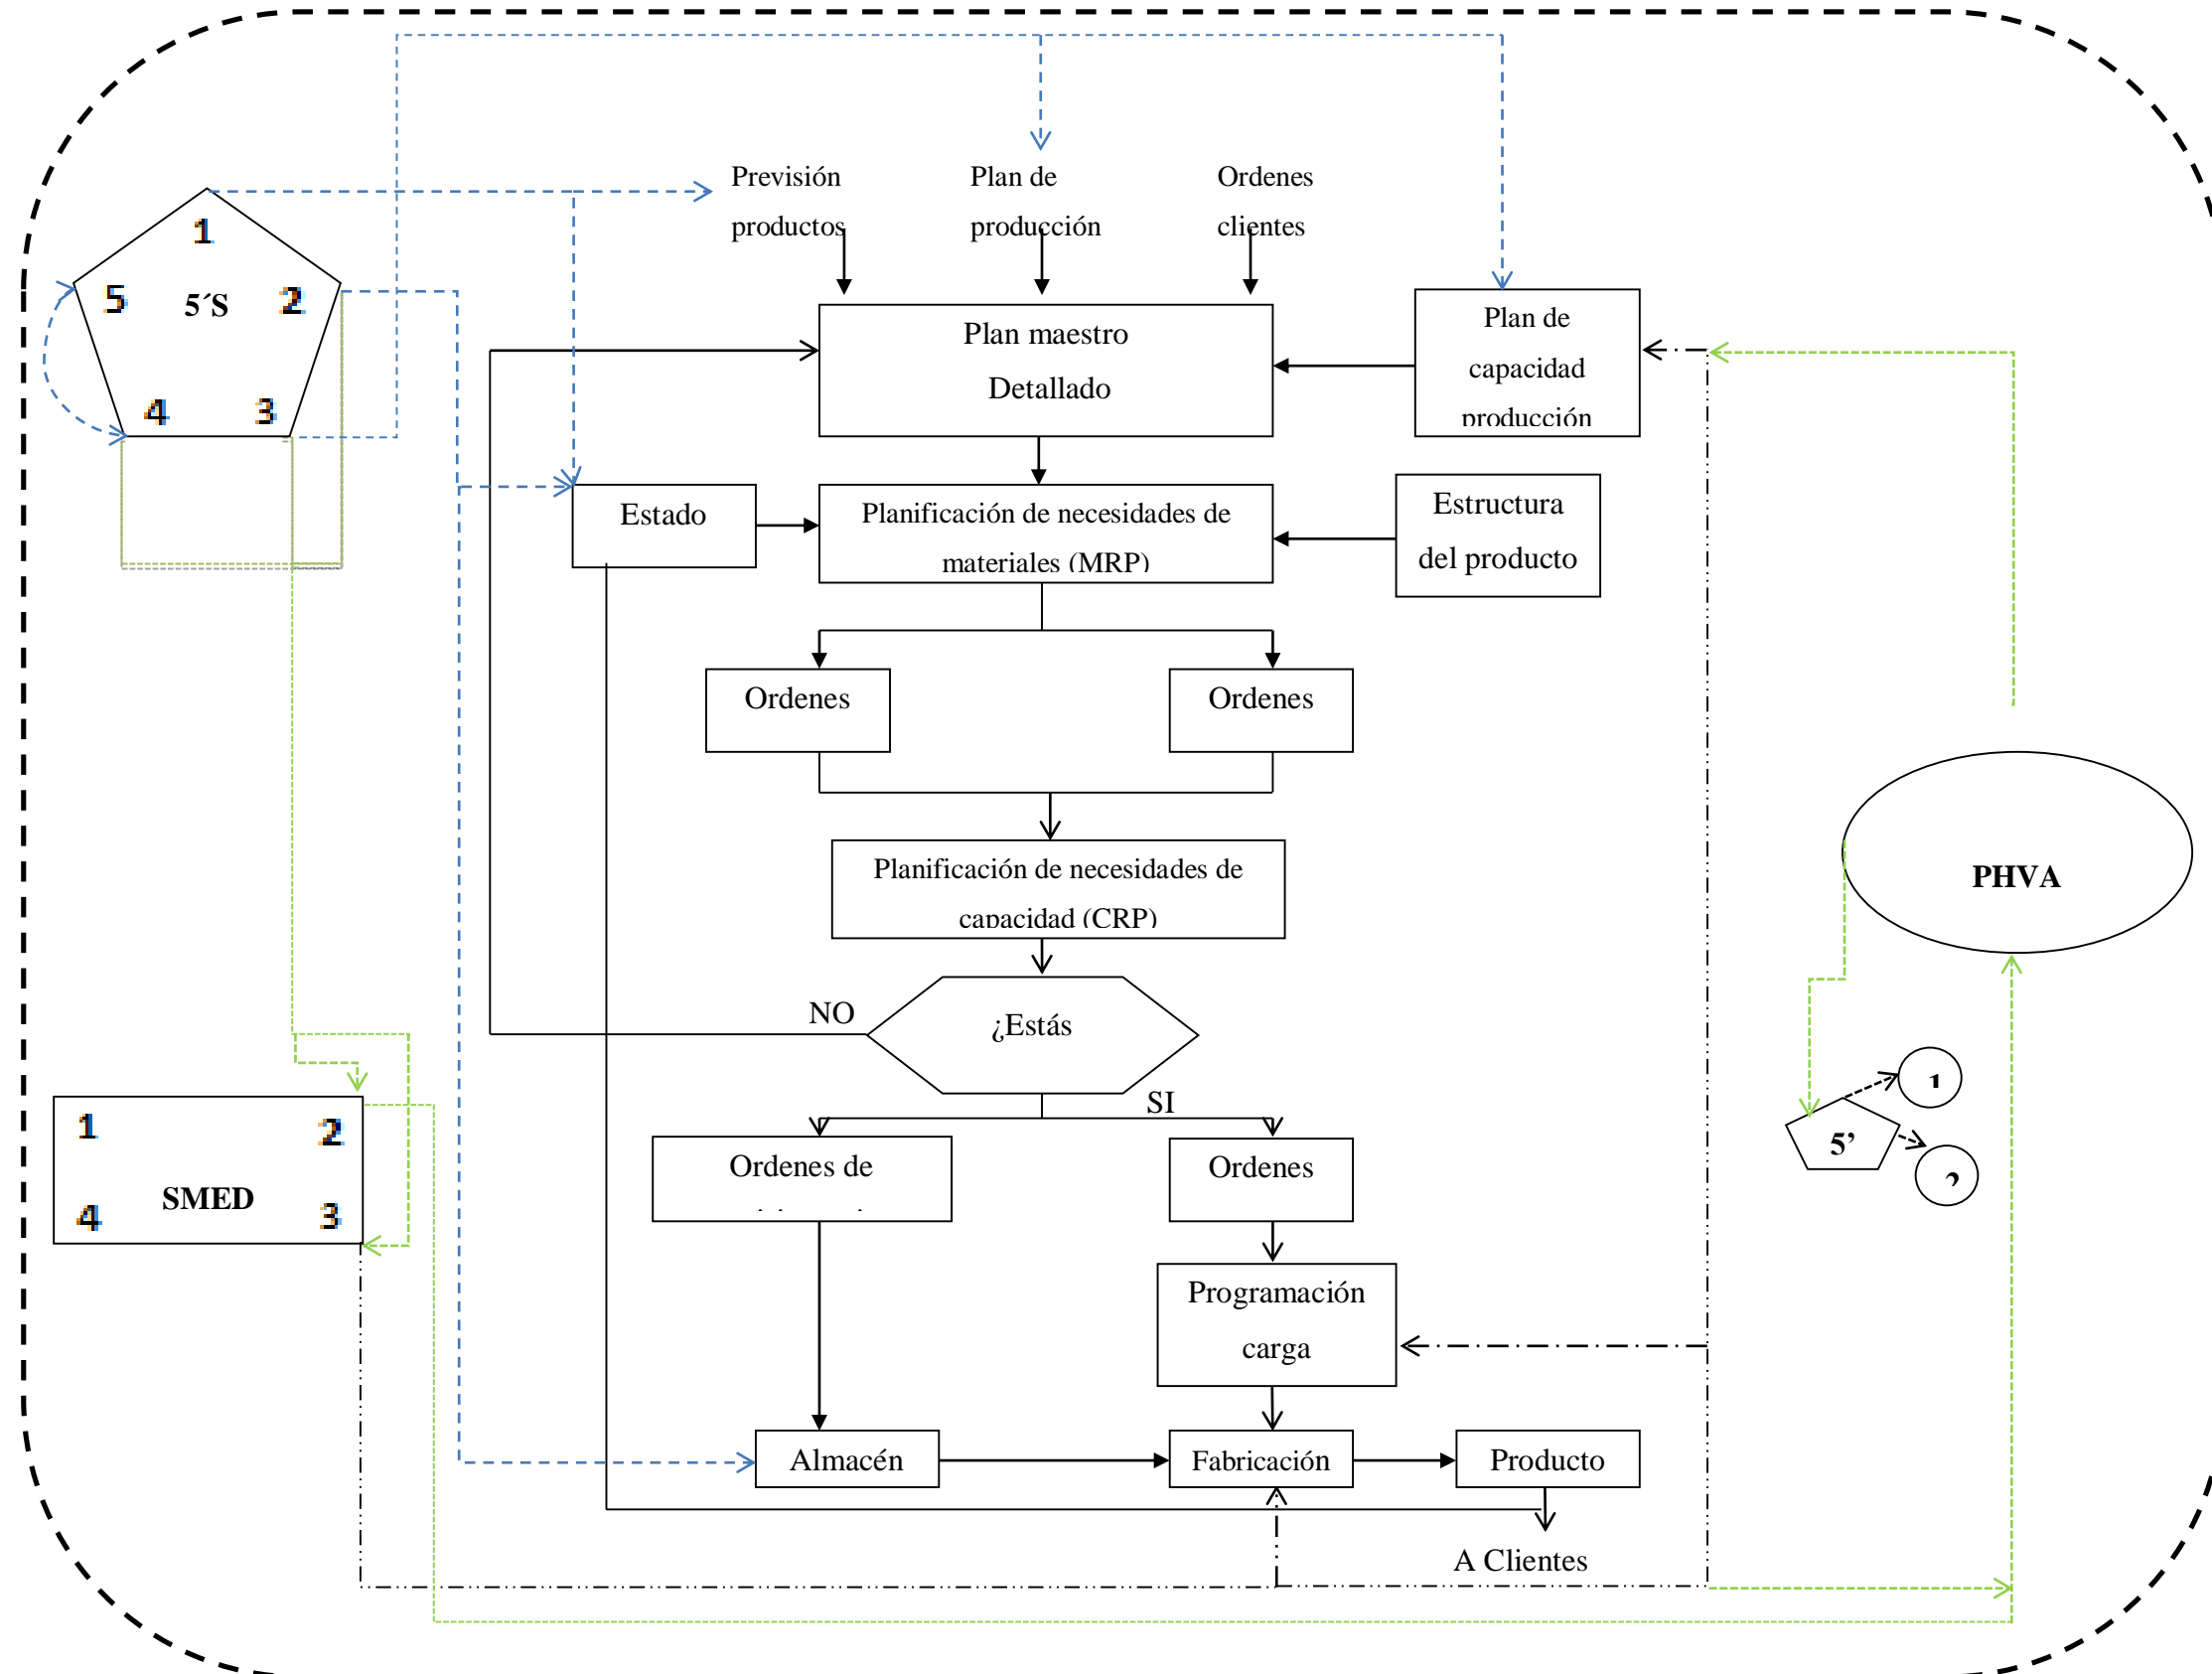 Previsión
productos
Plan de
producción
Ordenes
clientes
1
5
5´S
2
4
3
Plan maestro
Detallado
Plan de
capacidad
producción
Estado
Planificación de necesidades de
materiales (MRP)
Estructura
del producto
Ordenes
Ordenes
Planificación de necesidades de
capacidad (CRP)
PHVA
NO
¿Estás
SI
1
2
SMED
4
3
Ordenes de
Ordenes
5’
1
Programación
carga
Almacén
Fabricación
Producto
A Clientes